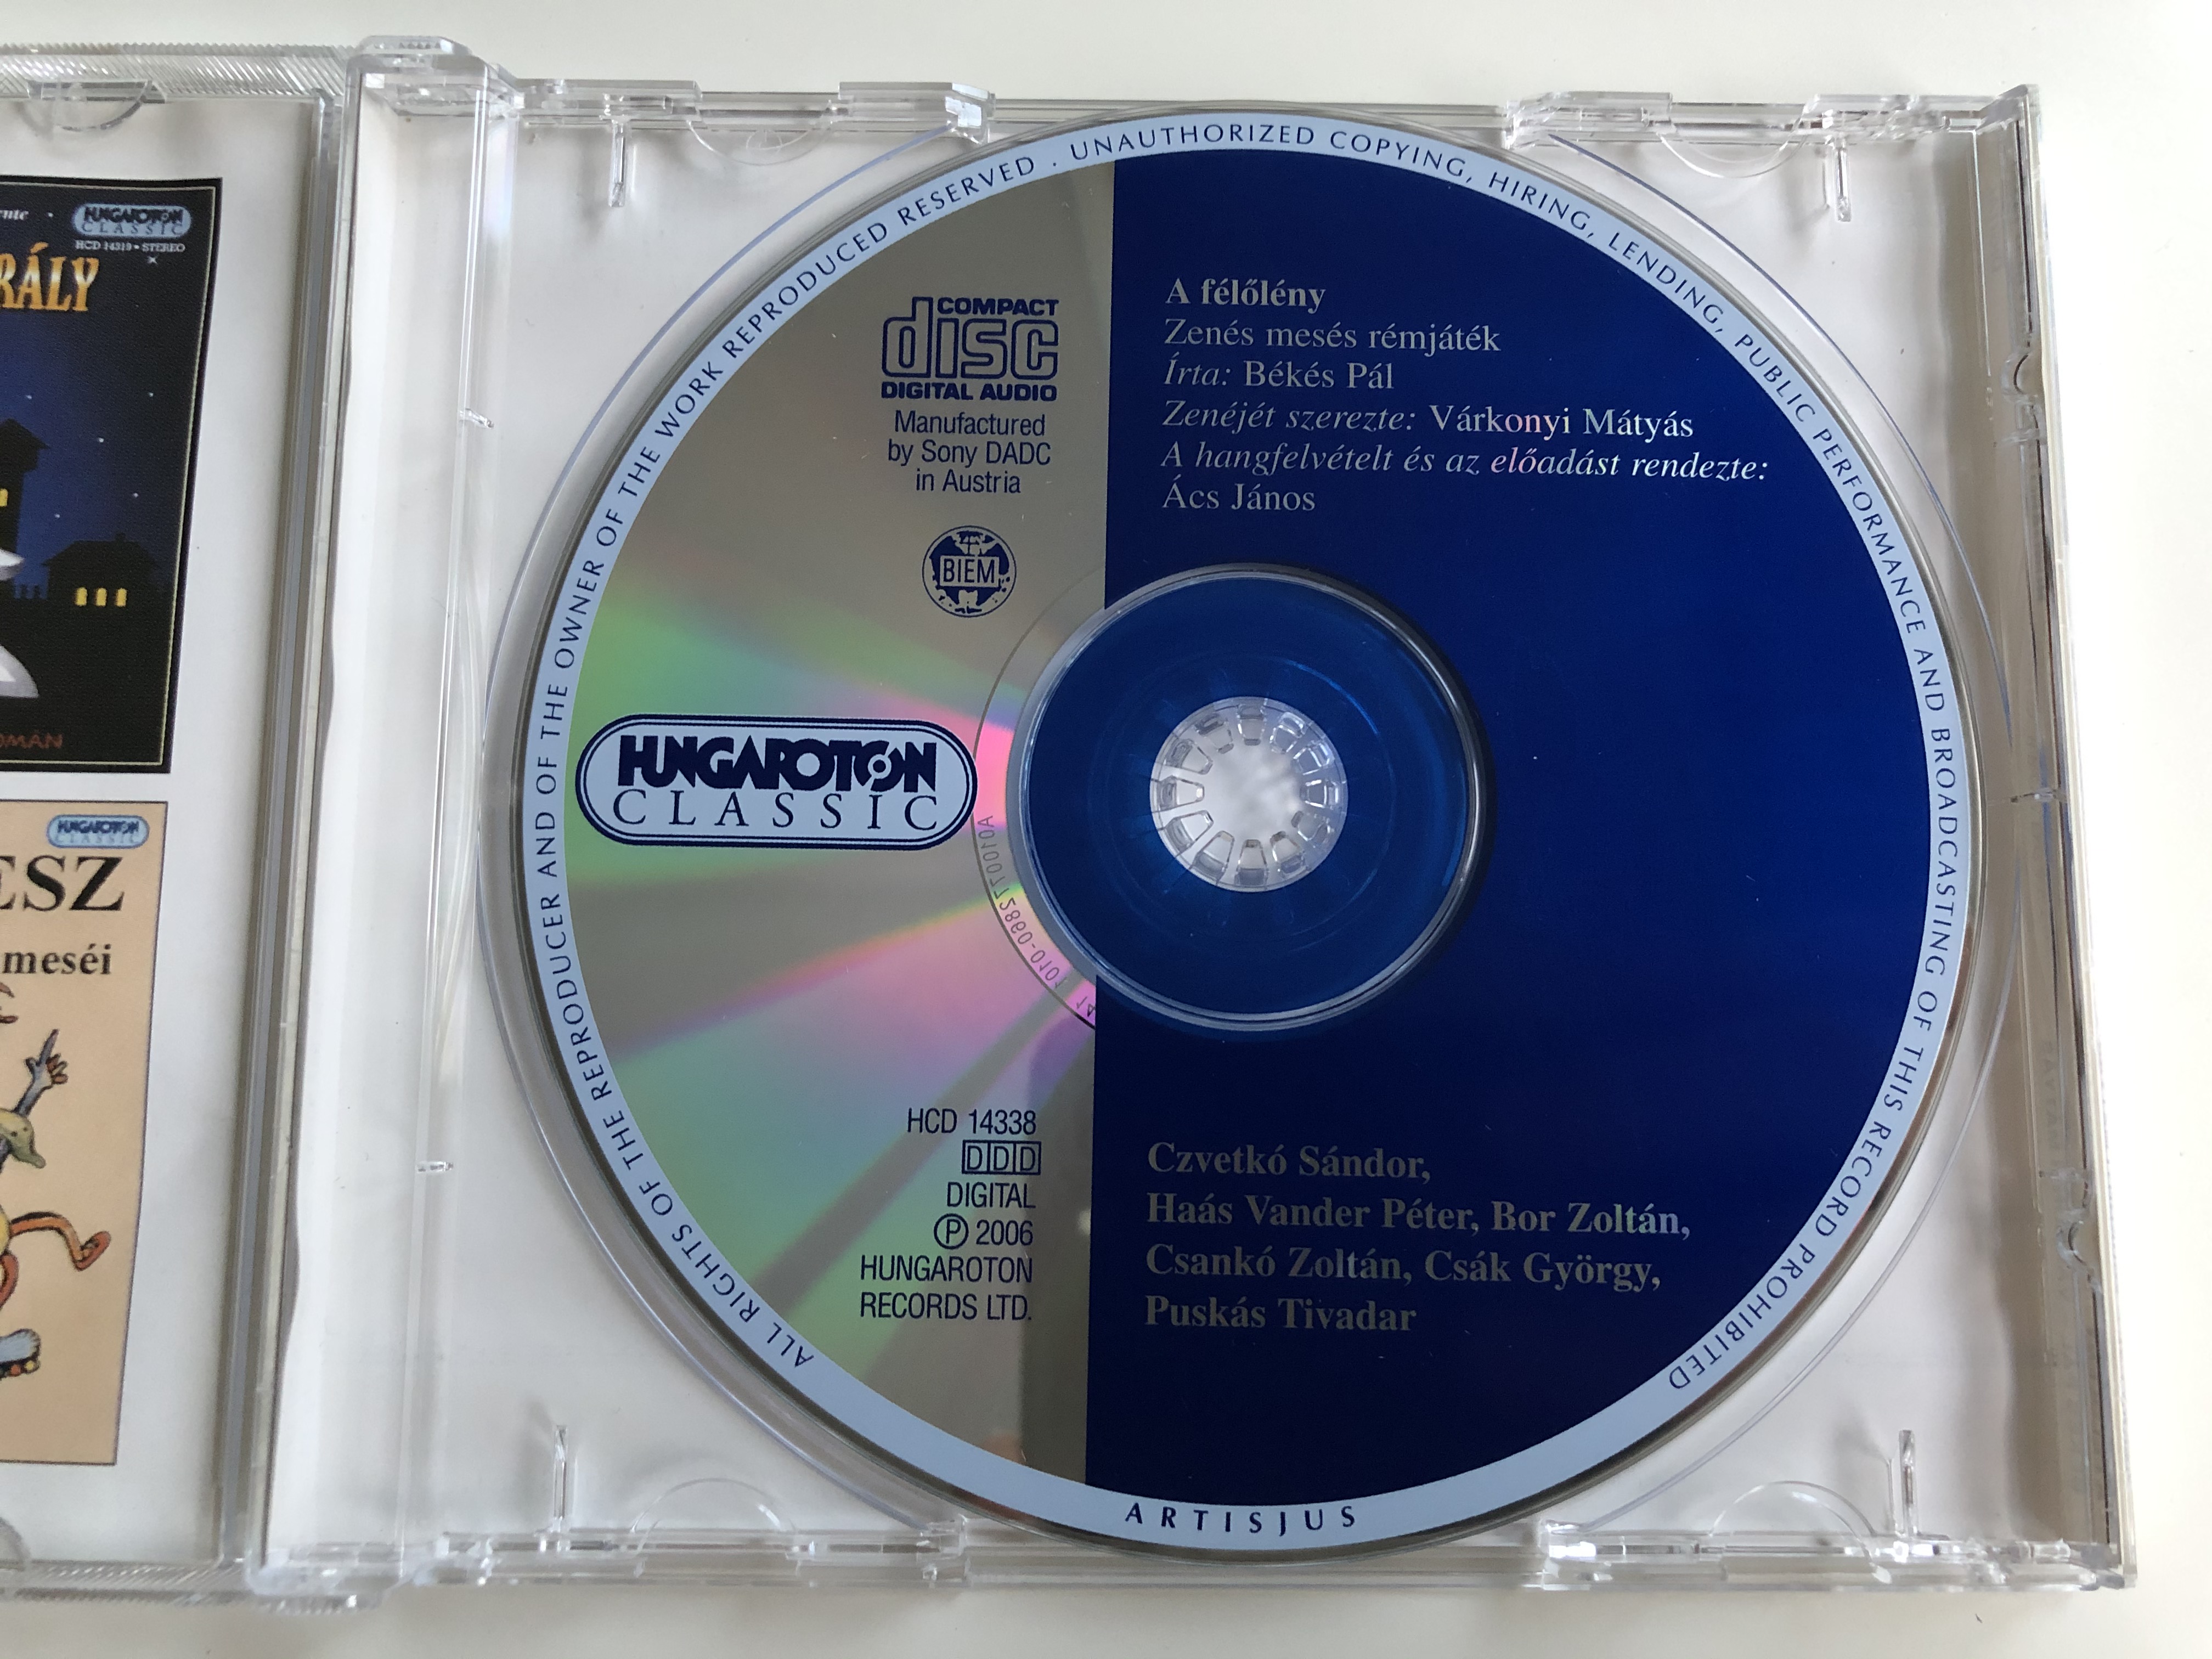 HUNGAROTON
CLASSIC
HCD 14319 • STEREO
HUNGAROTON
CLASSIC
meséi
ALL RIGHTS OF THE REPRODUCER AND OF THE OWNER OF THE WORK REPRODUCED RESERVED . UNAUTHORIZED COPYING, HIRING, LENDING, PUBLIC PERFORMANCE AND BROADCASTING OF THIS RECORD PROHIBITED
COMPACT
disc
DIGITAL AUDIO
Manufactured
by Sony DADC
in Austria
BIEM
HUNGAROTON
CLASSIC
HCD 14338
DDD
DIGITAL
Ⓟ 2006
HUNGAROTON
RECORDS LTD.
A félőlény
Zenés mesés rémjáték
Írta: Békés Pál
Zenéjét szerezte: Várkonyi Mátyás
A hangfelvételt és az előadást rendezte:
Ács János
Czvetkó Sándor,
Haás Vander Péter, Bor Zoltán,
Csankó Zoltán, Csák György,
Puskás Tivadar
ARTISJUS